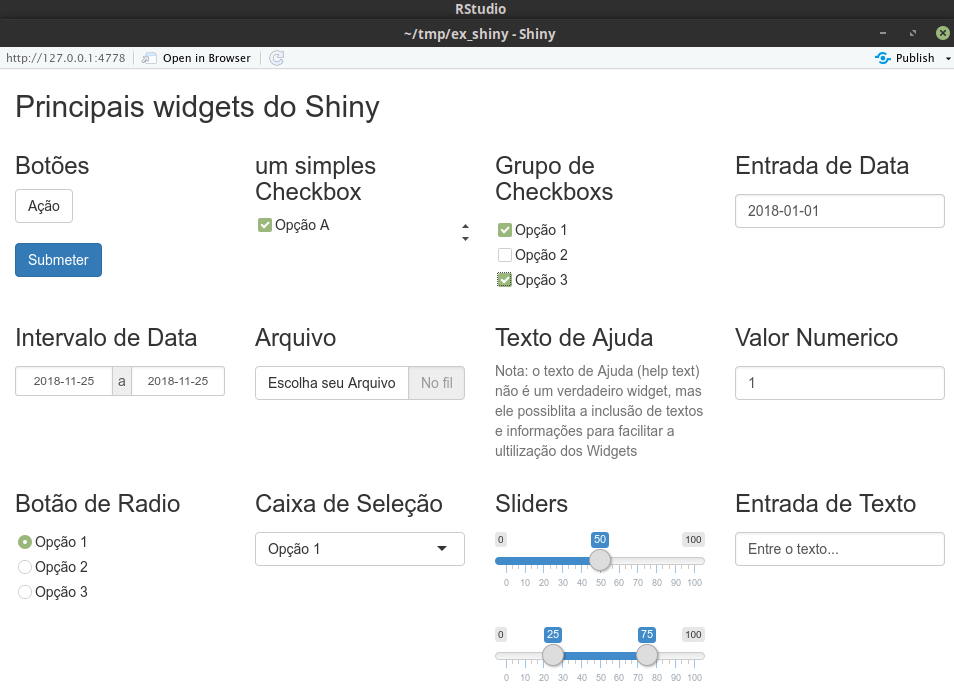 RStudio
~/tmp/ex_shiny - Shiny
http://127.0.0.1:4778 Open in Browser Publish
Principais widgets do Shiny
Botões
Ação
Submeter
um simples
Checkbox
Opção A
Grupo de
Checkboxs
Opção 1
Opção 2
Opção 3
Entrada de Data
2018-01-01
Intervalo de Data
2018-11-25 a 2018-11-25
Arquivo
Escolha seu Arquivo No fil
Texto de Ajuda
Nota: o texto de Ajuda (help text)
não é um verdadeiro widget, mas
ele possiblita a inclusão de textos
e informações para facilitar a
ultilização dos Widgets
Valor Numerico
1
Botão de Radio
Opção 1
Opção 2
Opção 3
Caixa de Seleção
Opção 1
Sliders
0 50 100
0 10 20 30 40 50 60 70 80 90 100
0 25 75 100
0 10 20 30 40 50 60 70 80 90 100
Entrada de Texto
Entre o texto...